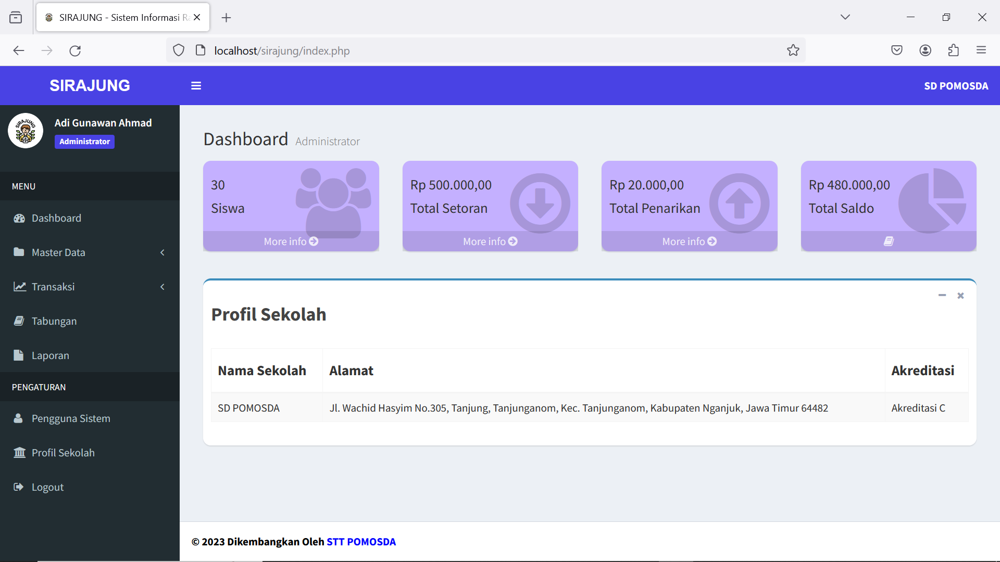 SIRAJUNG - Sistem Informasi
localhost/sirajung/index.php
SIRAJUNG
SD POMOSDA
SIRAJUNG
Adi Gunawan Ahmad
Administrator
MENU
Dashboard
Master Data
Transaksi
Tabungan
Laporan
PENGATURAN
Pengguna Sistem
Profil Sekolah
Logout
Dashboard Administrator
30
Siswa
More info
Rp 500.000,00
Total Setoran
More info
Rp 20.000,00
Total Penarikan
More info
Rp 480.000,00
Total Saldo
Profil Sekolah
Nama Sekolah Alamat Akreditasi
SD POMOSDA Jl. Wachid Hasyim No.305, Tanjung, Tanjunganom, Kec. Tanjunganom, Kabupaten Nganjuk, Jawa Timur 64482 Akreditasi C
© 2023 Dikembangkan Oleh STT POMOSDA